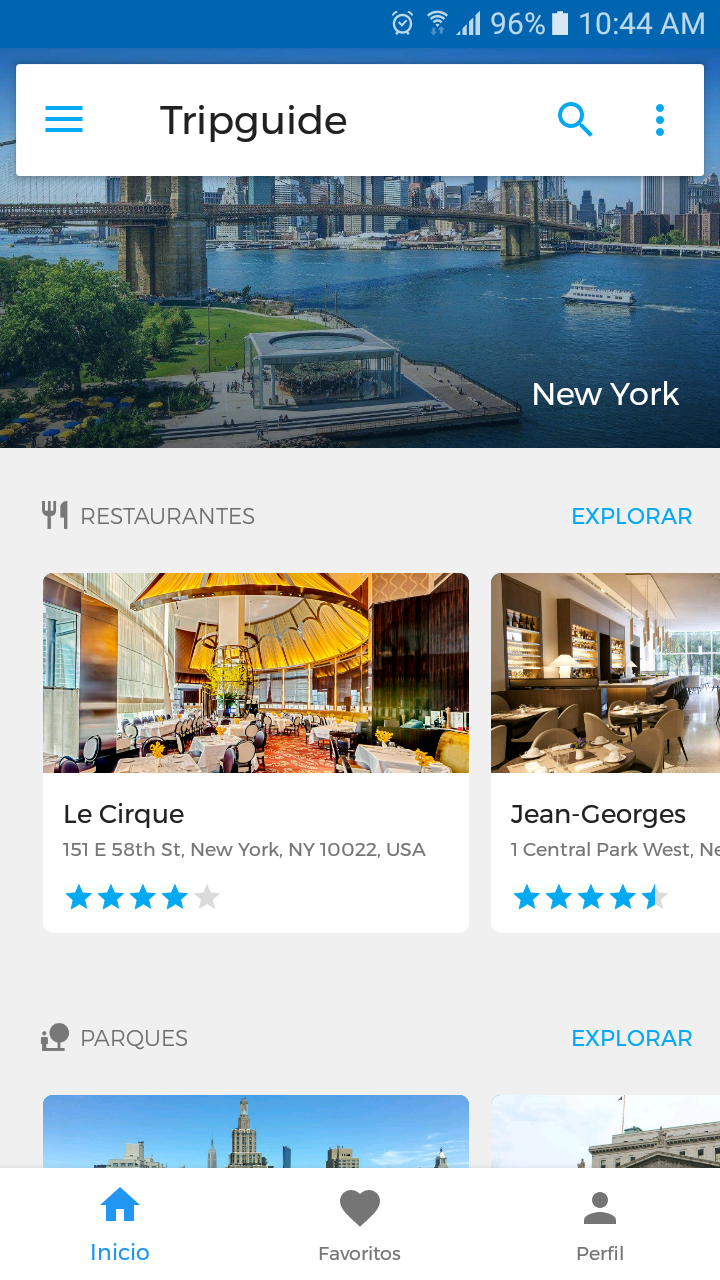 96% 10:44 AM
Tripguide
New York
RESTAURANTES EXPLORAR
Le Cirque
151 E 58th St, New York, NY 10022, USA
Jean-Georges
1 Central Park West, Ne
PARQUES EXPLORAR
Inicio Favoritos Perfil